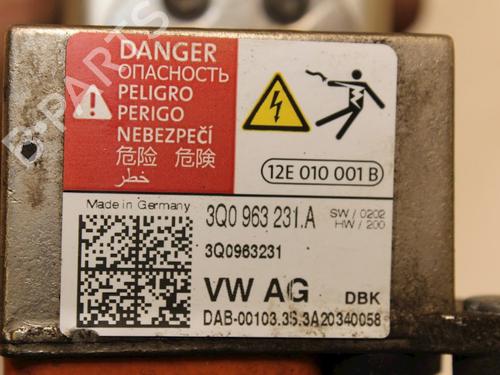 DANGER
ОПАСНОСТЬ
PELIGRO
PERIGO
NEBEZPEČÍ
危险 危険
خطر
12E 010 001 B
Made in Germany
3Q0 963 231.A
SW / 0202
HW / 200
3Q0963231
VW AG
DBK
DAB-00103.3S.3A20340058
B-PARTS